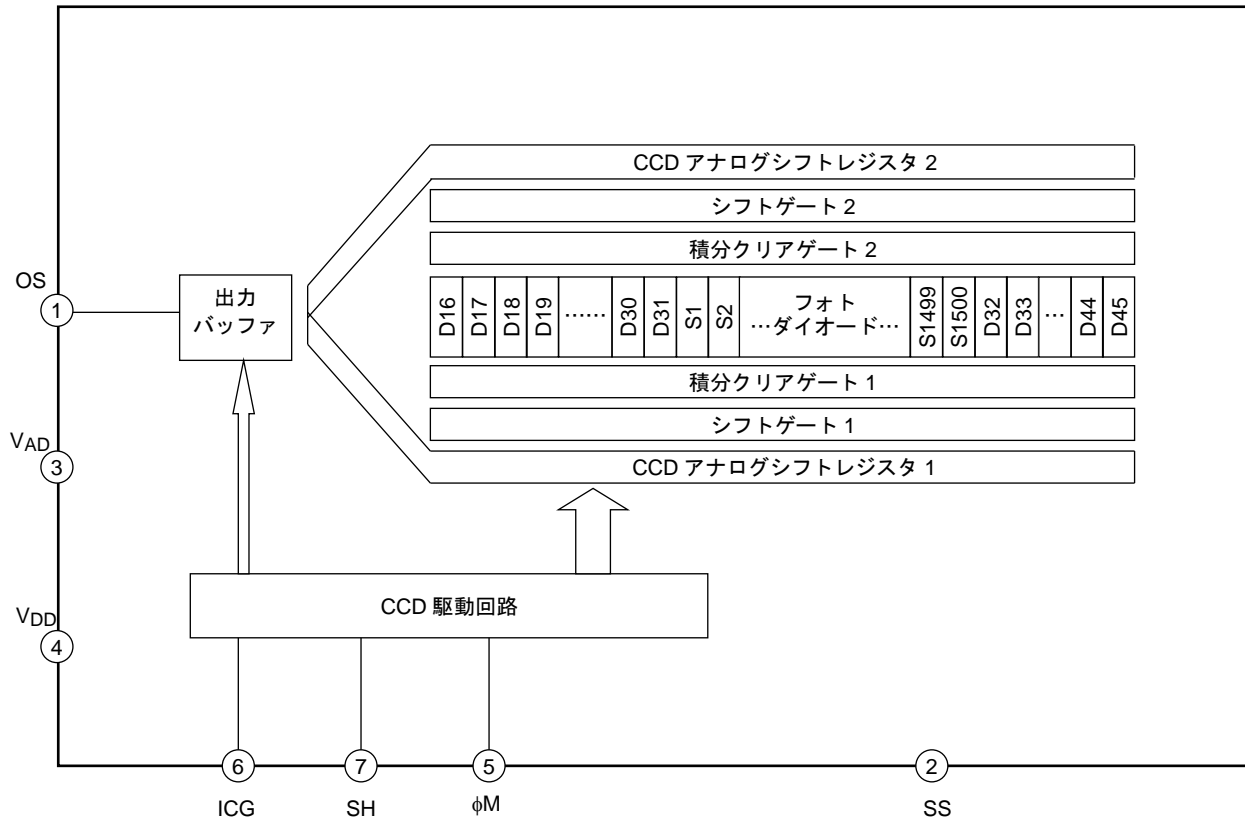 CCD アナログシフトレジスタ 2
シフトゲート 2
積分クリアゲート 2
OS
1
出力
バッファ
D16
D17
D18
D19
……
D30
D31
S1
S2
フォト
…ダイオード…
S1499
S1500
D32
D33
…
D44
D45
積分クリアゲート 1
シフトゲート 1
CCD アナログシフトレジスタ 1
VAD
3
CCD 駆動回路
VDD
4
6
7
5
2
ICG
SH
ϕM
SS